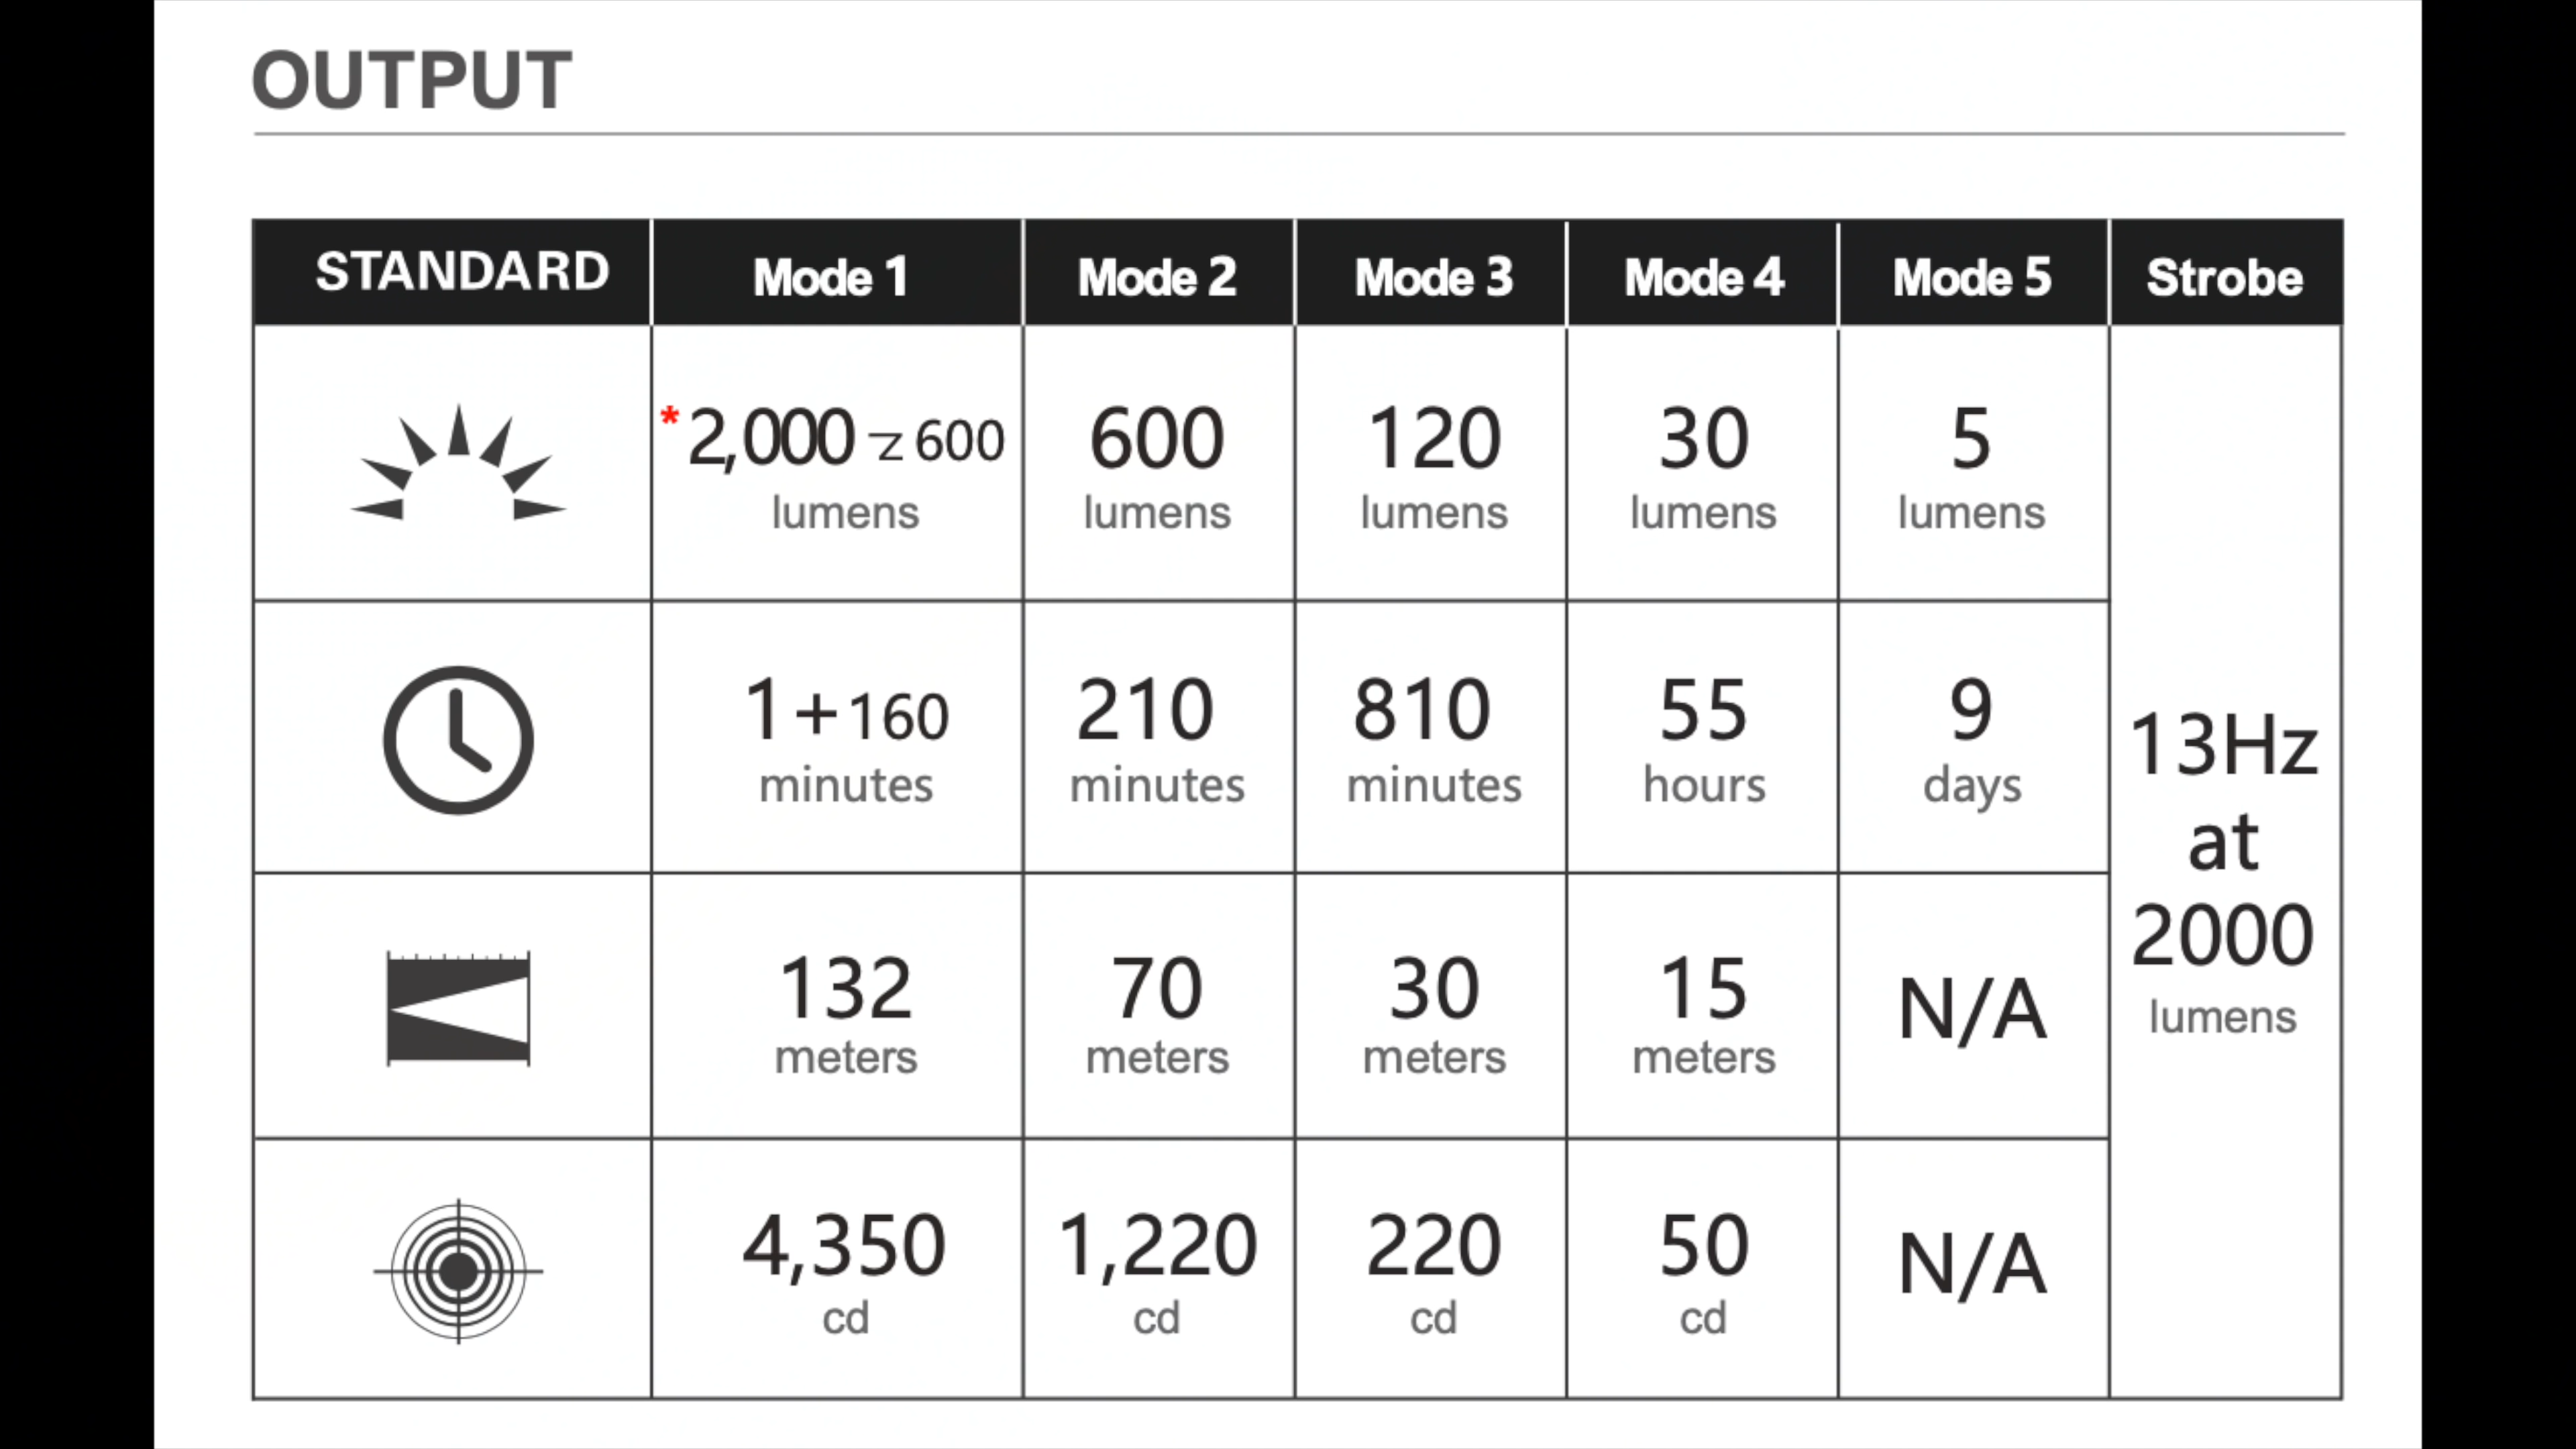 OUTPUT
STANDARD Mode 1 Mode 2 Mode 3 Mode 4 Mode 5 Strobe
*2,000 z 600 600 120 30 5
lumens lumens lumens lumens lumens
1+160 210 810 55 9
minutes minutes minutes hours days
13Hz
at
2000
lumens
132 70 30 15 N/A
meters meters meters meters
4,350 1,220 220 50 N/A
cd cd cd cd